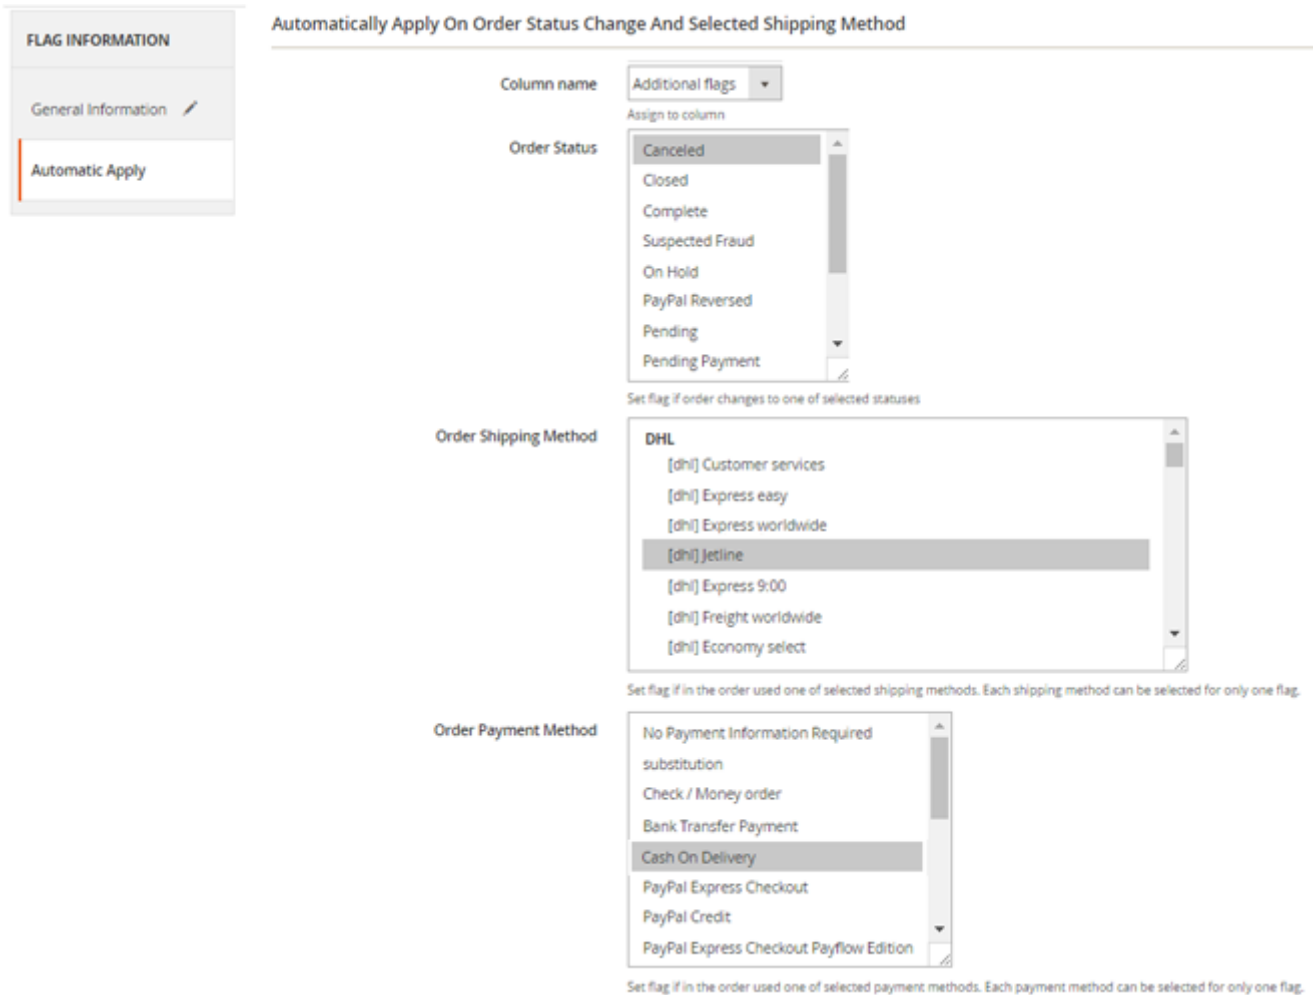 FLAG INFORMATION
General Information
Automatic Apply
Automatically Apply On Order Status Change And Selected Shipping Method
Column name
Additional flags
Assign to column
Order Status
Canceled
Closed
Complete
Suspected Fraud
On Hold
PayPal Reversed
Pending
Pending Payment
Set flag if order changes to one of selected statuses
Order Shipping Method
DHL
[dhl] Customer services
[dhl] Express easy
[dhl] Express worldwide
[dhl] Jetline
[dhl] Express 9:00
[dhl] Freight worldwide
[dhl] Economy select
Set flag if in the order used one of selected shipping methods. Each shipping method can be selected for only one flag.
Order Payment Method
No Payment Information Required
substitution
Check / Money order
Bank Transfer Payment
Cash On Delivery
PayPal Express Checkout
PayPal Credit
PayPal Express Checkout Payflow Edition
Set flag if in the order used one of selected payment methods. Each payment method can be selected for only one flag.